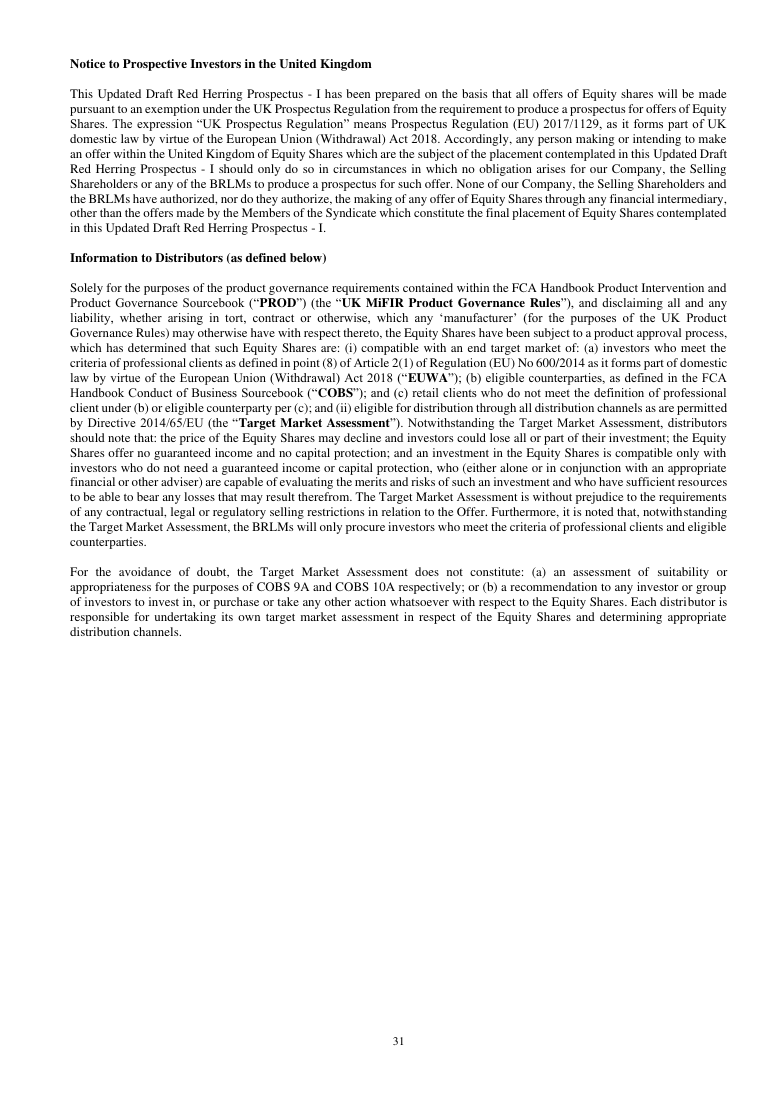 Notice to Prospective Investors in the United Kingdom
This Updated Draft Red Herring Prospectus - I has been prepared on the basis that all offers of Equity shares will be made
pursuant to an exemption under the UK Prospectus Regulation from the requirement to produce a prospectus for offers of Equity
Shares. The expression “UK Prospectus Regulation” means Prospectus Regulation (EU) 2017/1129, as it forms part of UK
domestic law by virtue of the European Union (Withdrawal) Act 2018. Accordingly, any person making or intending to make
an offer within the United Kingdom of Equity Shares which are the subject of the placement contemplated in this Updated Draft
Red Herring Prospectus - I should only do so in circumstances in which no obligation arises for our Company, the Selling
Shareholders or any of the BRLMs to produce a prospectus for such offer. None of our Company, the Selling Shareholders and
the BRLMs have authorized, nor do they authorize, the making of any offer of Equity Shares through any financial intermediary,
other than the offers made by the Members of the Syndicate which constitute the final placement of Equity Shares contemplated
in this Updated Draft Red Herring Prospectus - I.
Information to Distributors (as defined below)
Solely for the purposes of the product governance requirements contained within the FCA Handbook Product Intervention and
Product Governance Sourcebook (“PROD”) (the “UK MiFIR Product Governance Rules”), and disclaiming all and any
liability, whether arising in tort, contract or otherwise, which any ‘manufacturer’ (for the purposes of the UK Product
Governance Rules) may otherwise have with respect thereto, the Equity Shares have been subject to a product approval process,
which has determined that such Equity Shares are: (i) compatible with an end target market of: (a) investors who meet the
criteria of professional clients as defined in point (8) of Article 2(1) of Regulation (EU) No 600/2014 as it forms part of domestic
law by virtue of the European Union (Withdrawal) Act 2018 (“EUWA”); (b) eligible counterparties, as defined in the FCA
Handbook Conduct of Business Sourcebook (“COBS”); and (c) retail clients who do not meet the definition of professional
client under (b) or eligible counterparty per (c); and (ii) eligible for distribution through all distribution channels as are permitted
by Directive 2014/65/EU (the “Target Market Assessment”). Notwithstanding the Target Market Assessment, distributors
should note that: the price of the Equity Shares may decline and investors could lose all or part of their investment; the Equity
Shares offer no guaranteed income and no capital protection; and an investment in the Equity Shares is compatible only with
investors who do not need a guaranteed income or capital protection, who (either alone or in conjunction with an appropriate
financial or other adviser) are capable of evaluating the merits and risks of such an investment and who have sufficient resources
to be able to bear any losses that may result therefrom. The Target Market Assessment is without prejudice to the requirements
of any contractual, legal or regulatory selling restrictions in relation to the Offer. Furthermore, it is noted that, notwithstanding
the Target Market Assessment, the BRLMs will only procure investors who meet the criteria of professional clients and eligible
counterparties.
For the avoidance of doubt, the Target Market Assessment does not constitute: (a) an assessment of suitability or
appropriateness for the purposes of COBS 9A and COBS 10A respectively; or (b) a recommendation to any investor or group
of investors to invest in, or purchase or take any other action whatsoever with respect to the Equity Shares. Each distributor is
responsible for undertaking its own target market assessment in respect of the Equity Shares and determining appropriate
distribution channels.
31